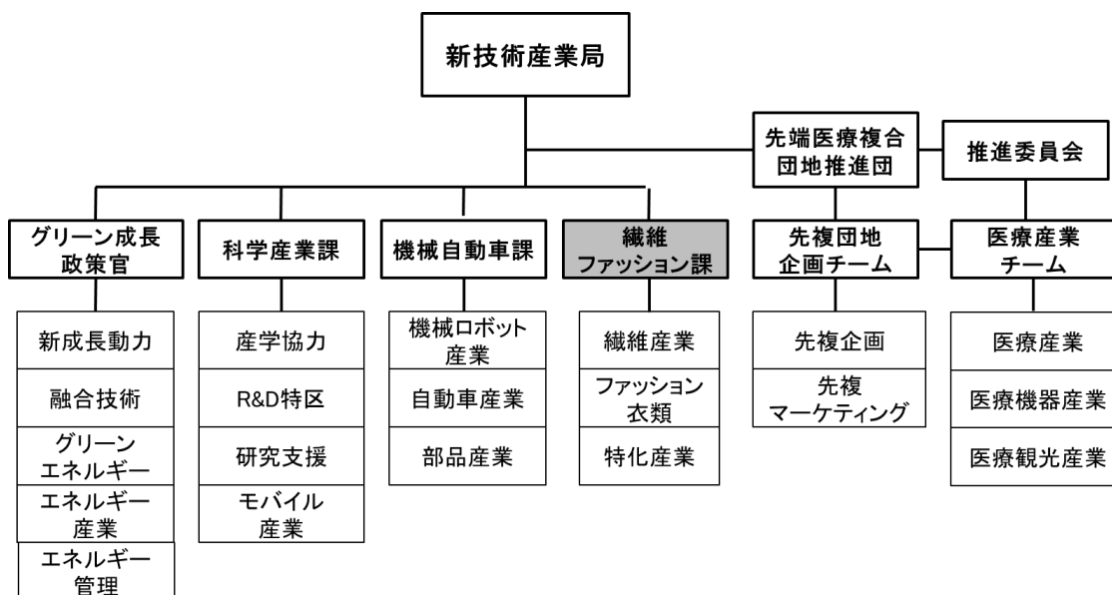 新技術産業局
先端医療複合
団地推進団
推進委員会
グリーン成長
政策官
科学産業課
機械自動車課
繊維
ファッション課
先複団地
企画チーム
医療産業
チーム
新成長動力
融合技術
グリーン
エネルギー
エネルギー
産業
エネルギー
管理
産学協力
R&D特区
研究支援
モバイル
産業
機械ロボット
産業
自動車産業
部品産業
繊維産業
ファッション
衣類
特化産業
先複企画
先複
マーケティング
医療産業
医療機器産業
医療観光産業